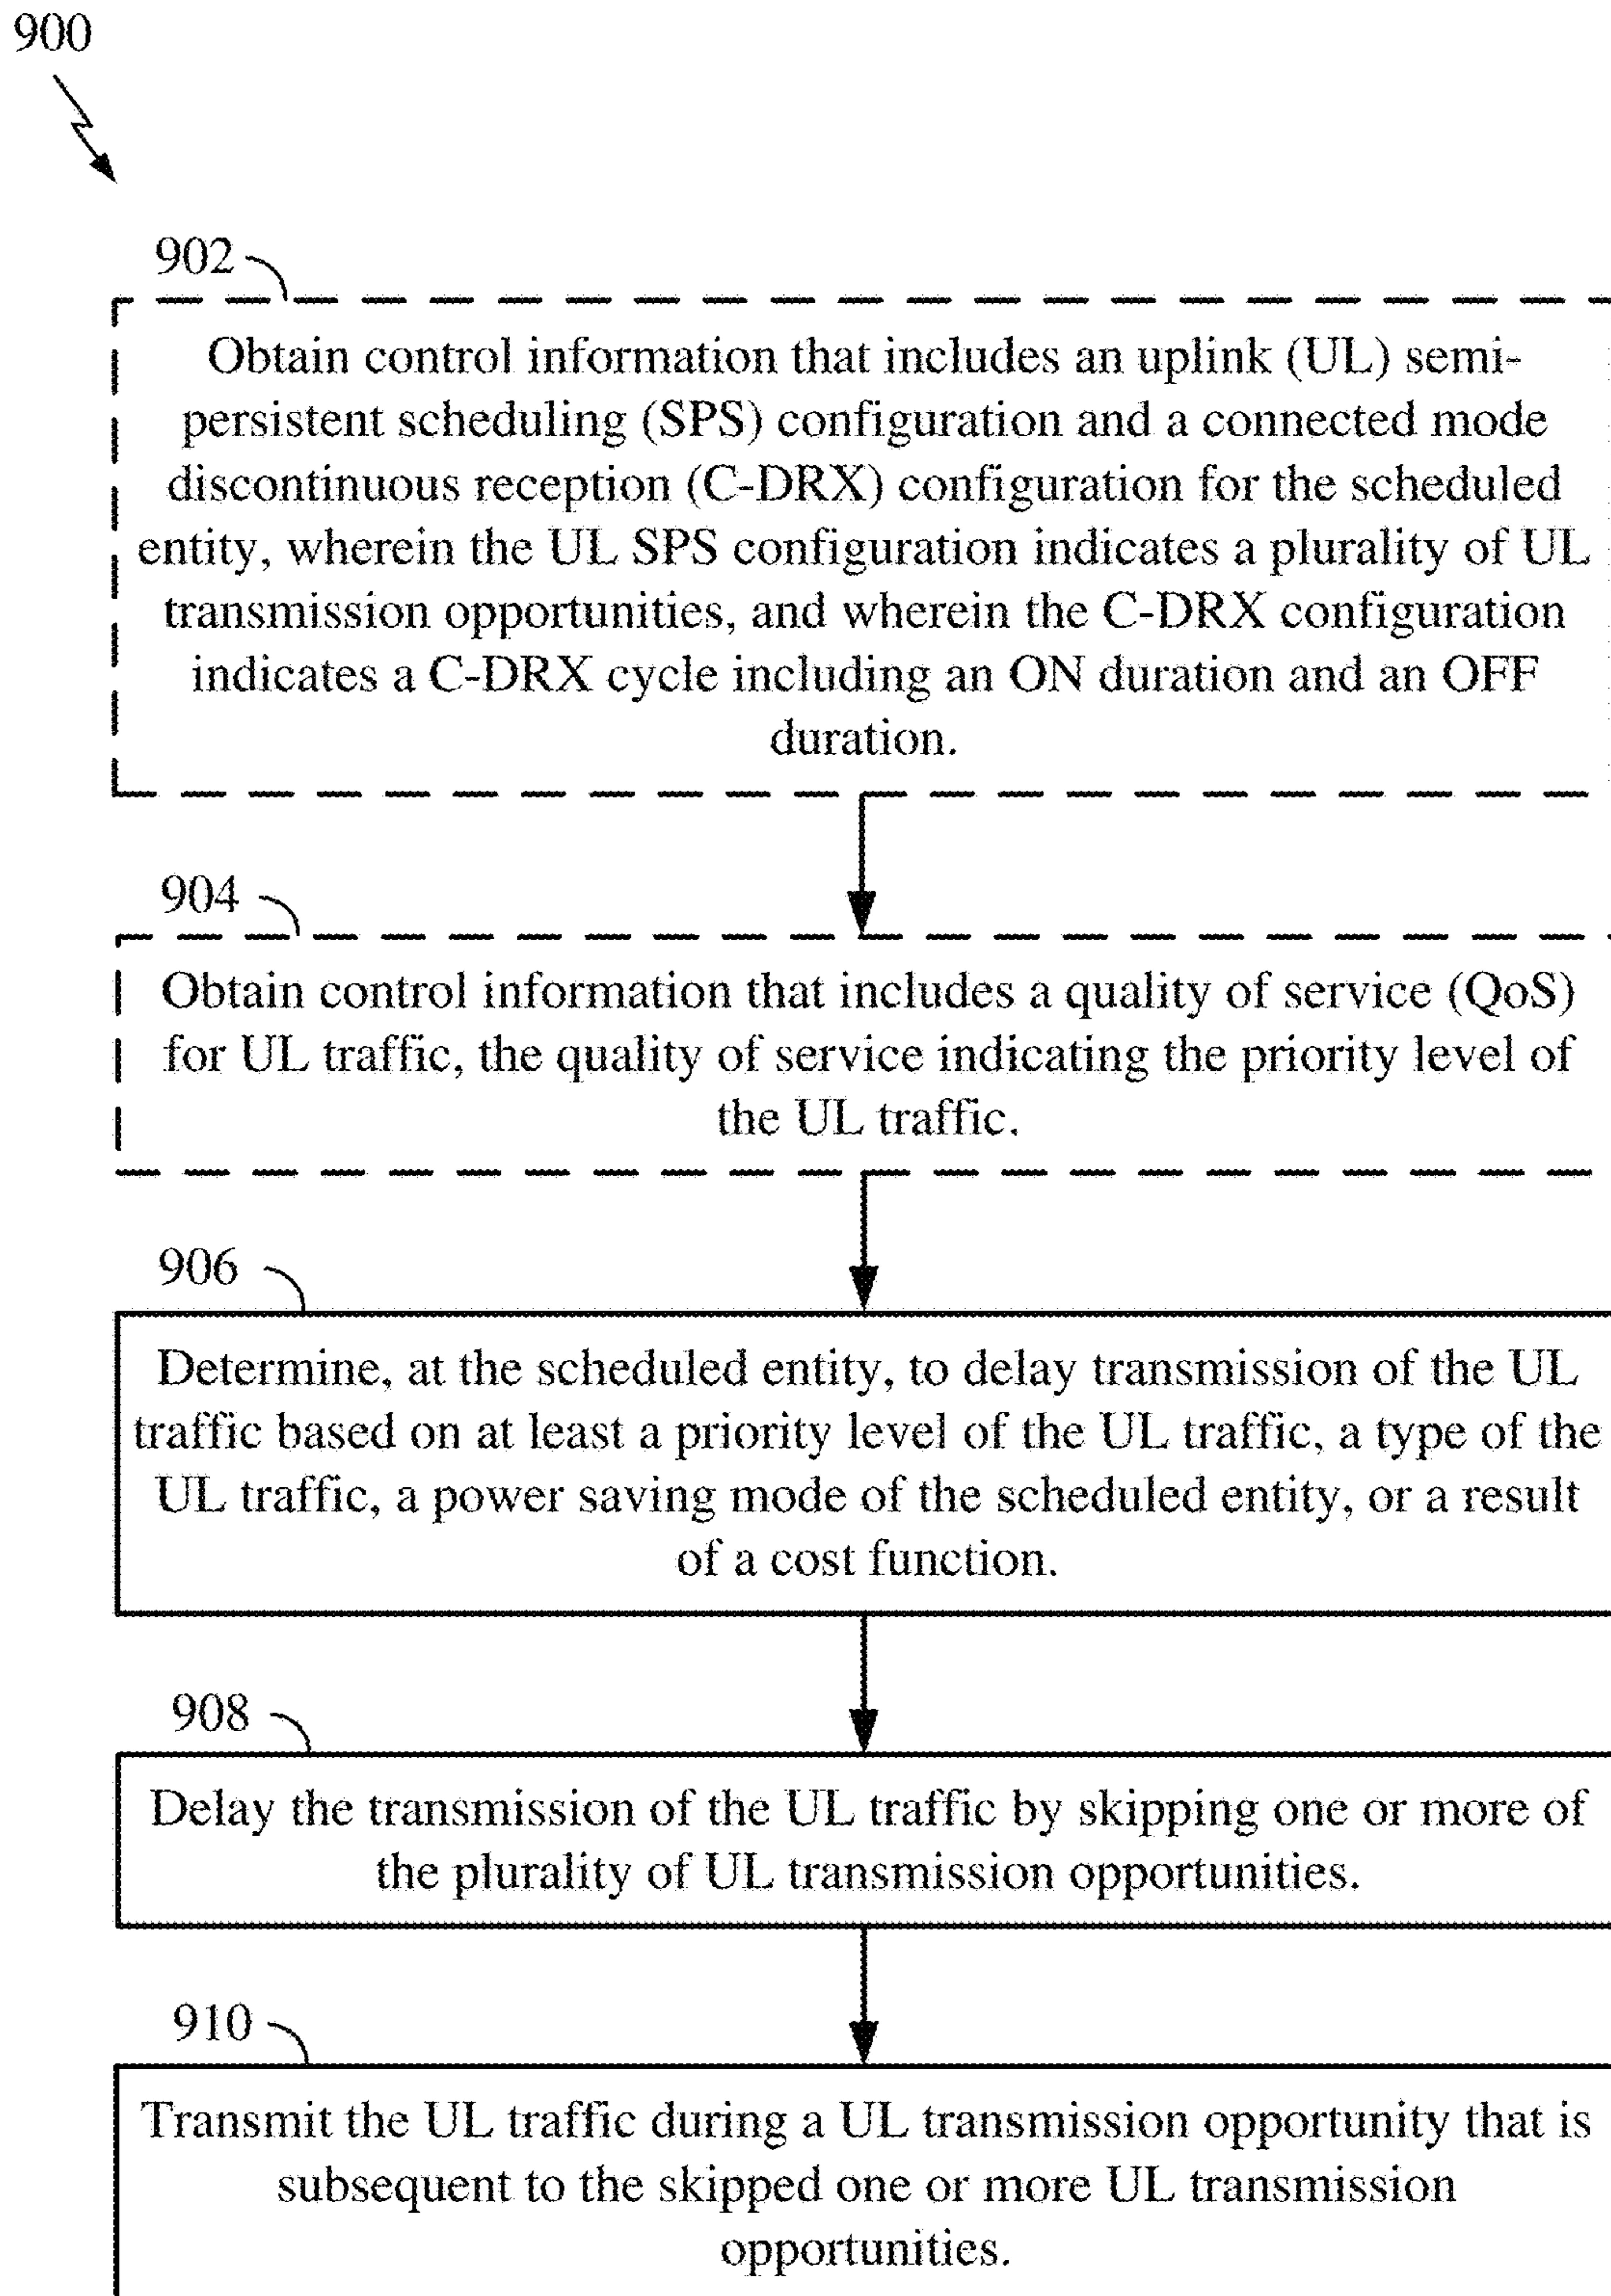 900
902
Obtain control information that includes an uplink (UL) semi-
persistent scheduling (SPS) configuration and a connected mode
discontinuous reception (C-DRX) configuration for the scheduled
entity, wherein the UL SPS configuration indicates a plurality of UL
transmission opportunities, and wherein the C-DRX configuration
indicates a C-DRX cycle including an ON duration and an OFF
duration.
904
Obtain control information that includes a quality of service (QoS)
for UL traffic, the quality of service indicating the priority level of
the UL traffic.
906
Determine, at the scheduled entity, to delay transmission of the UL
traffic based on at least a priority level of the UL traffic, a type of the
UL traffic, a power saving mode of the scheduled entity, or a result
of a cost function.
908
Delay the transmission of the UL traffic by skipping one or more of
the plurality of UL transmission opportunities.
910
Transmit the UL traffic during a UL transmission opportunity that is
subsequent to the skipped one or more UL transmission
opportunities.